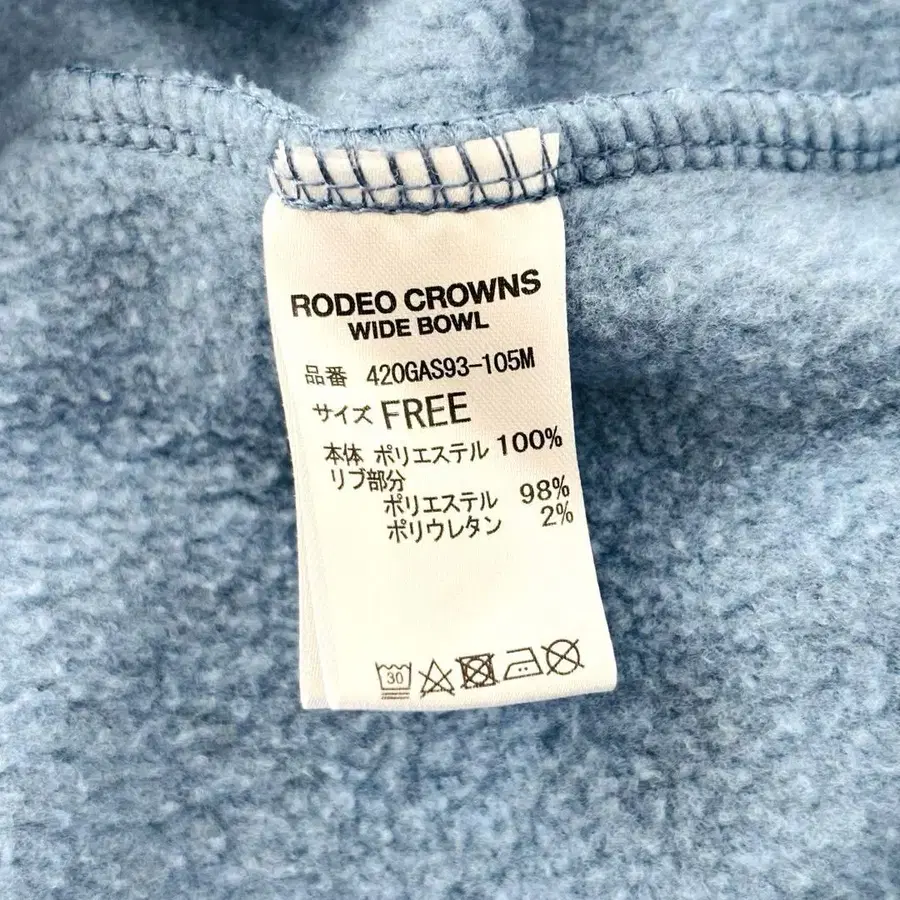 RODEO CROWNS
WIDE BOWL
品番 420GAS93-105M
サイズ FREE
本体 ポリエステル 100%
リブ部分
ポリエステル 98%
ポリウレタン 2%
30